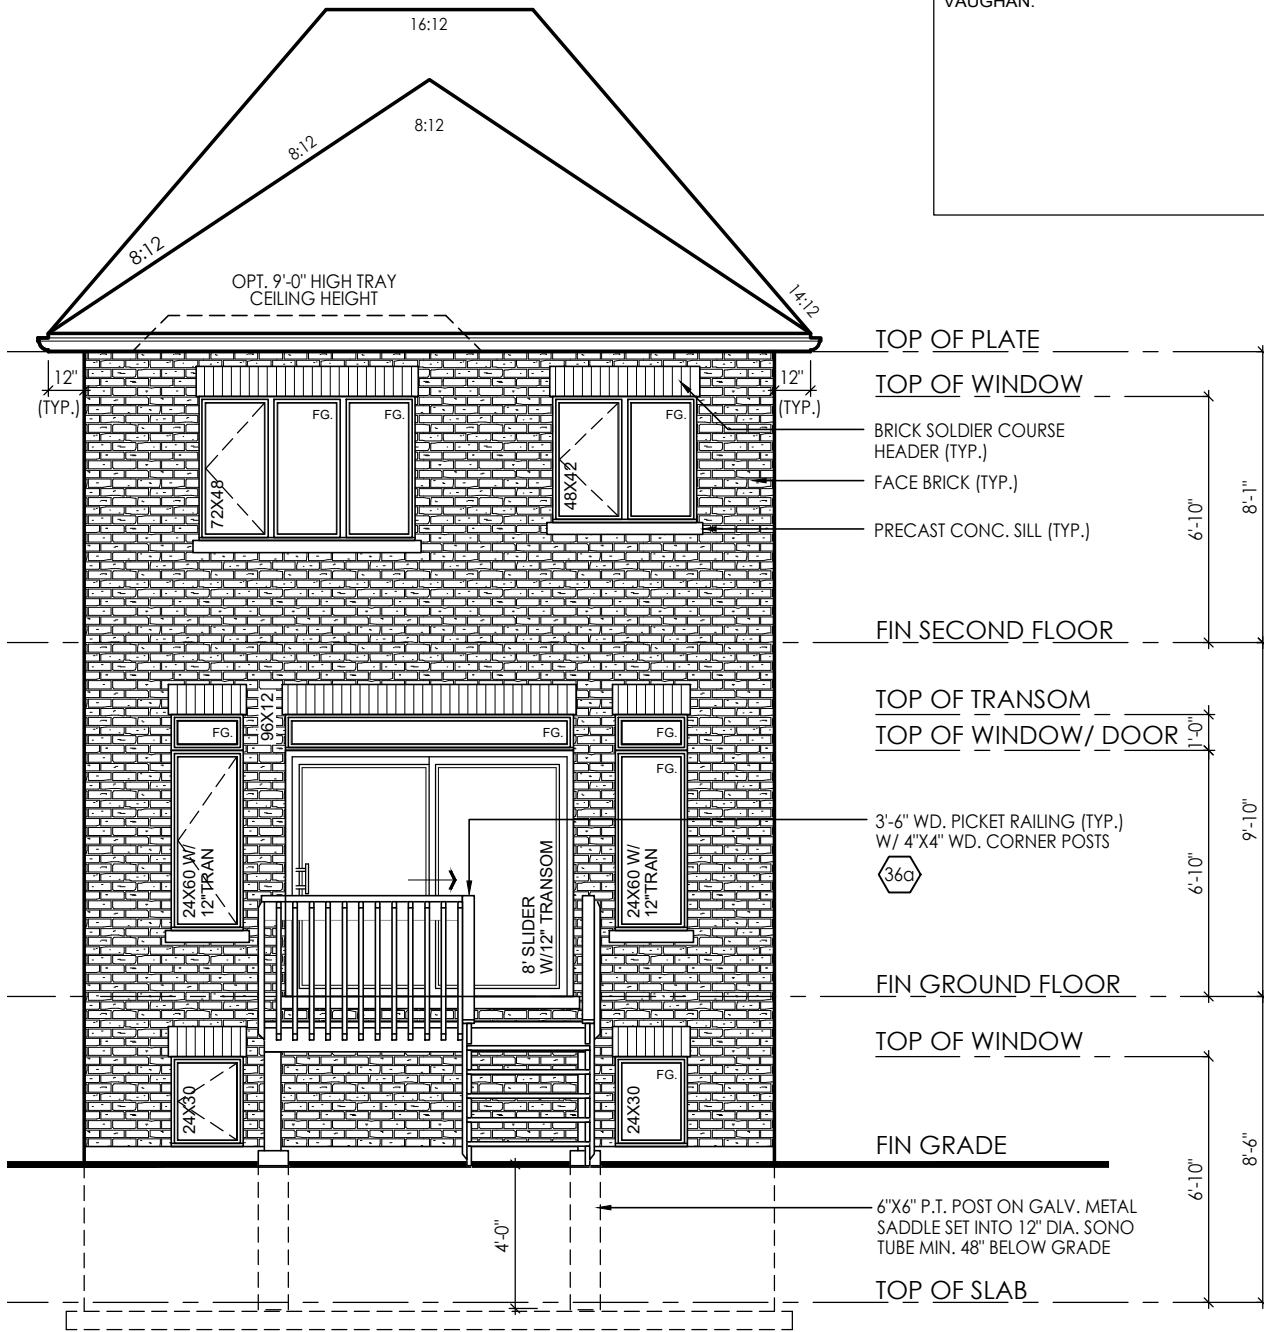 VAUGHAN.
16:12
8:12
8:12
8:12
14:12
OPT. 9'-0" HIGH TRAY
CEILING HEIGHT
TOP OF PLATE
12"
(TYP.)
12"
(TYP.)
TOP OF WINDOW
FG.
FG.
FG.
72X48
48X42
BRICK SOLDIER COURSE
HEADER (TYP.)
FACE BRICK (TYP.)
PRECAST CONC. SILL (TYP.)
6'-10"
8'-1"
FIN SECOND FLOOR
TOP OF TRANSOM
TOP OF WINDOW/ DOOR
1'-0"
96X12
FG.
FG.
FG.
FG.
24X60 W/
12"TRAN
8' SLIDER
W/12" TRANSOM
24X60 W/
12"TRAN
3'-6" WD. PICKET RAILING (TYP.)
W/ 4"X4" WD. CORNER POSTS
36a
6'-10"
9'-10"
FIN GROUND FLOOR
TOP OF WINDOW
24X30
FG.
24X30
FIN GRADE
4'-0"
6"X6" P.T. POST ON GALV. METAL
SADDLE SET INTO 12" DIA. SONO
TUBE MIN. 48" BELOW GRADE
6'-10"
8'-6"
TOP OF SLAB